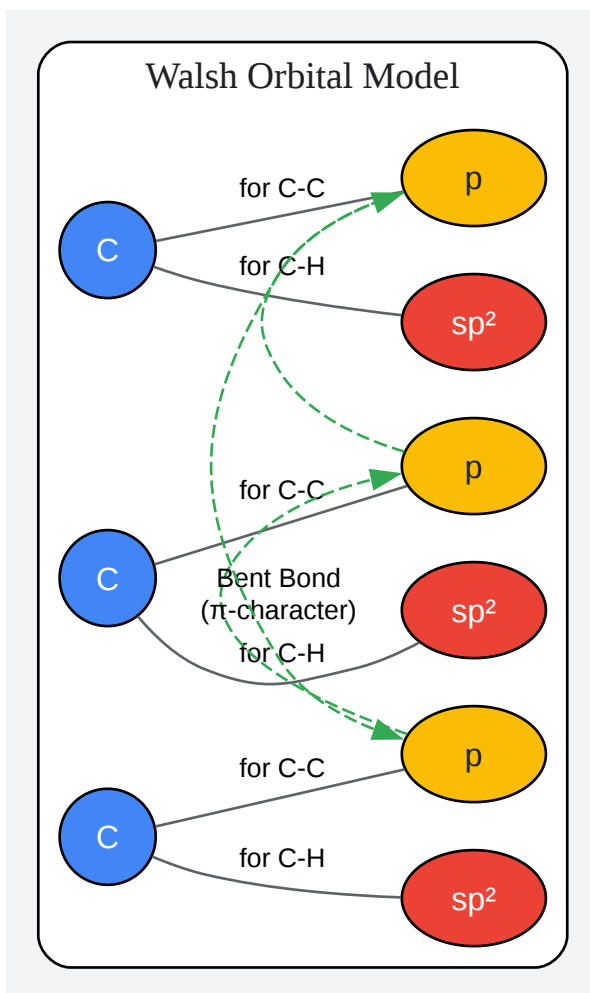 Walsh Orbital Model
p
for C-C
C
for C-H
sp²
p
for C-C
C
Bent Bond
(π-character)
sp²
for C-H
p
for C-C
C
for C-H
sp²